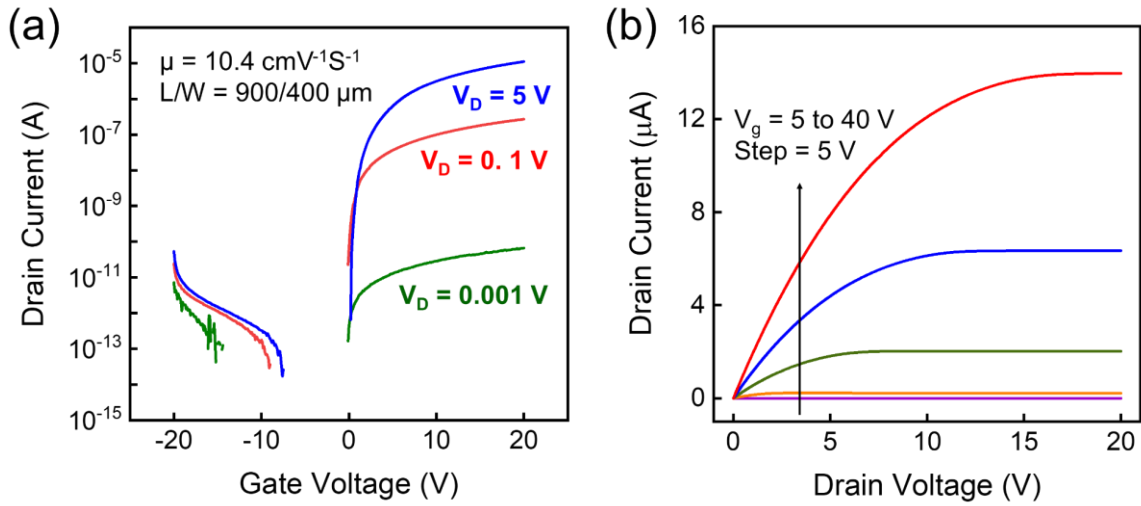 (a)
μ = 10.4 cmV⁻¹S⁻¹
L/W = 900/400 μm
V_D = 5 V
V_D = 0. 1 V
V_D = 0.001 V
Drain Current (A)
10⁻⁵
10⁻⁷
10⁻⁹
10⁻¹¹
10⁻¹³
10⁻¹⁵
-20 -10 0 10 20
Gate Voltage (V)
(b)
V_g = 5 to 40 V
Step = 5 V
Drain Current (μA)
16
12
8
4
0
0 5 10 15 20
Drain Voltage (V)